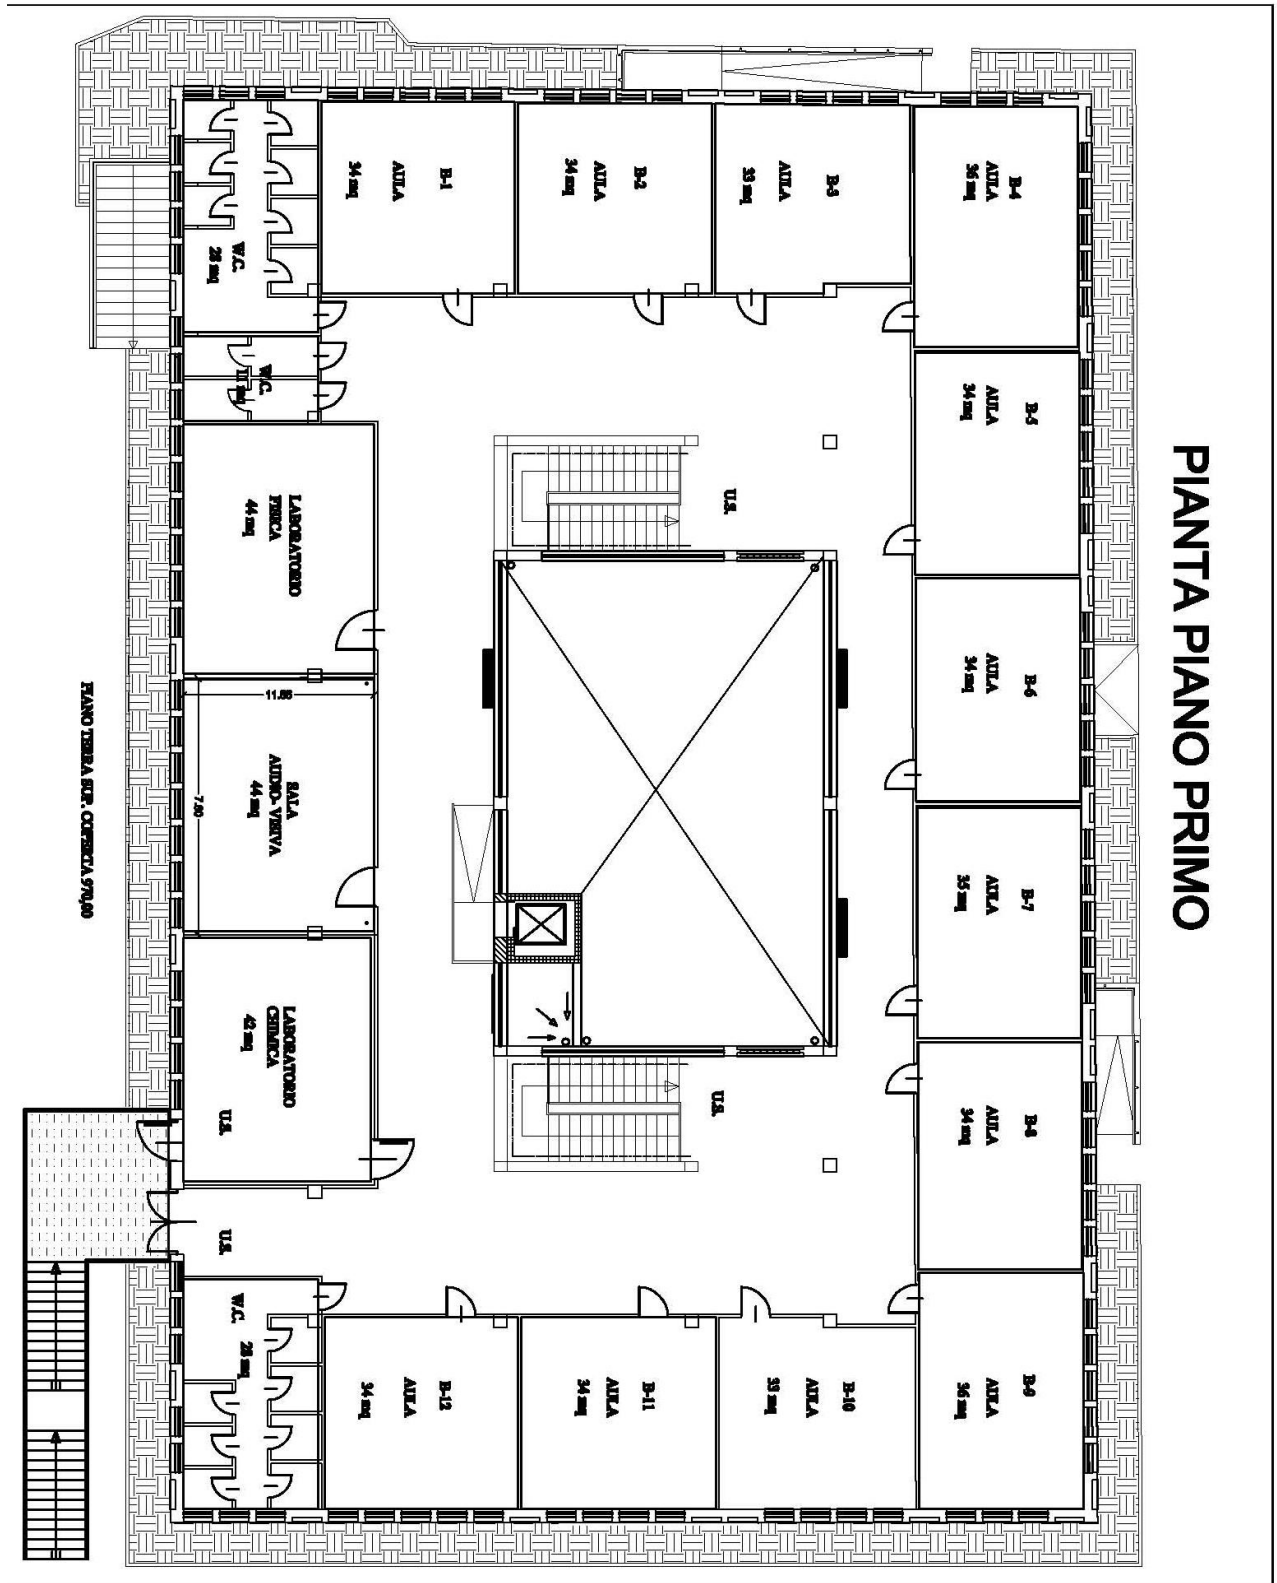 PIANTA PIANO PRIMO
B-4
AULA
36 mq
B-5
AULA
34 mq
B-6
AULA
34 mq
B-7
AULA
35 mq
B-8
AULA
34 mq
B-9
AULA
36 mq
B-3
AULA
33 mq
B-10
AULA
33 mq
B-2
AULA
34 mq
U.S.
U.S.
B-11
AULA
34 mq
B-1
AULA
34 mq
B-12
AULA
34 mq
W.C.
28 mq
W.C.
11 mq
LABORATORIO
FISICA
44 mq
11.66
SALA
AUDIO-VISIVA
44 mq
7.60
LABORATORIO
CHIMICA
42 mq
U.S.
U.S.
W.C.
28 mq
PIANO TERRA SUP. COPERTA 970,00